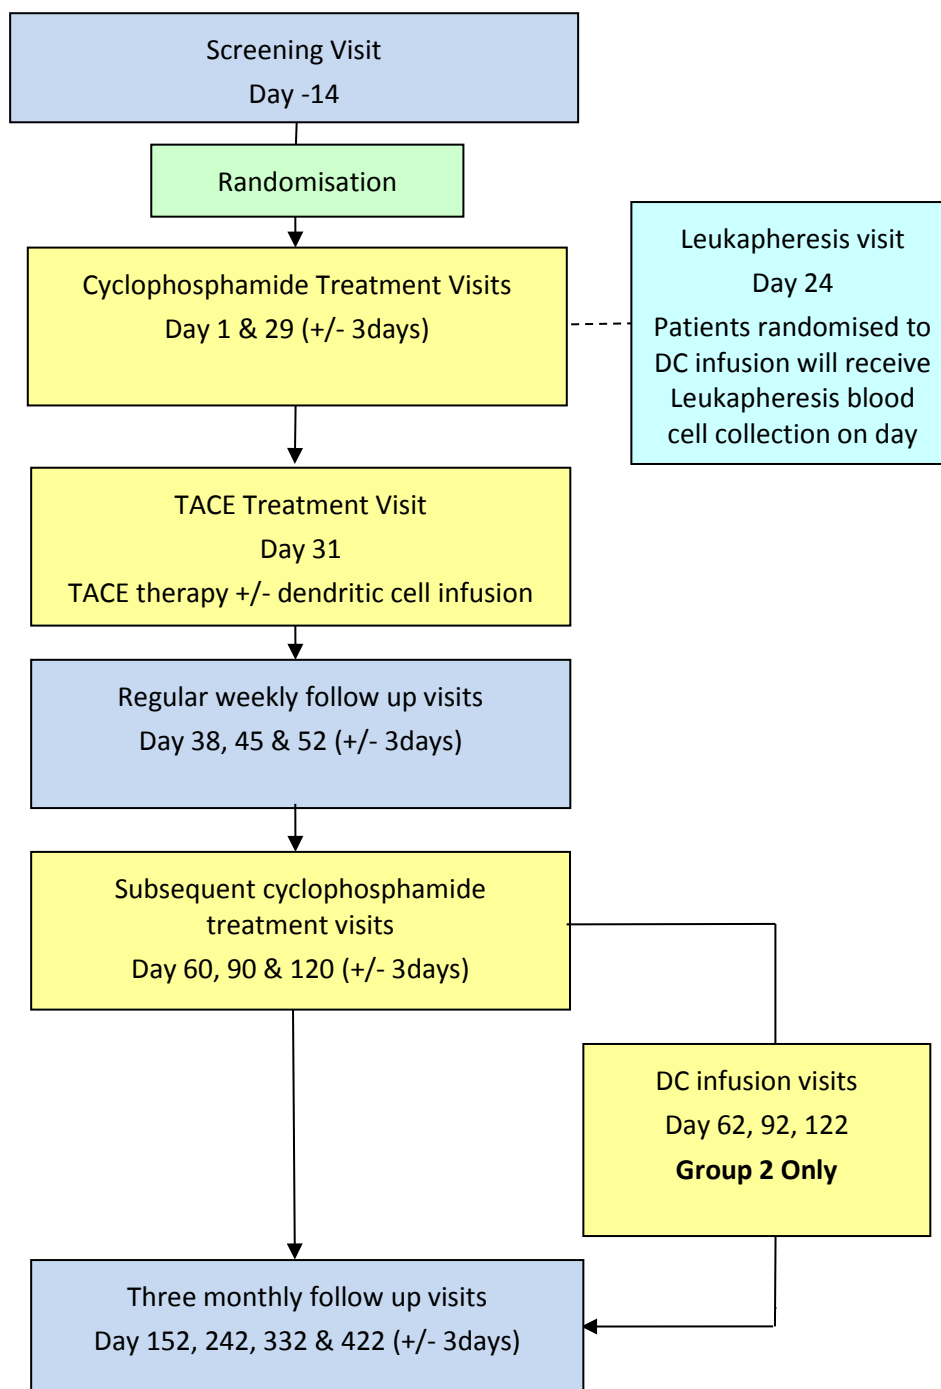 Screening Visit
Day -14
Randomisation
Cyclophosphamide Treatment Visits
Day 1 & 29 (+/- 3days)
Leukapheresis visit
Day 24
Patients randomised to
DC infusion will receive
Leukapheresis blood
cell collection on day
TACE Treatment Visit
Day 31
TACE therapy +/- dendritic cell infusion
Regular weekly follow up visits
Day 38, 45 & 52 (+/- 3days)
Subsequent cyclophosphamide
treatment visits
Day 60, 90 & 120 (+/- 3days)
DC infusion visits
Day 62, 92, 122
Group 2 Only
Three monthly follow up visits
Day 152, 242, 332 & 422 (+/- 3days)